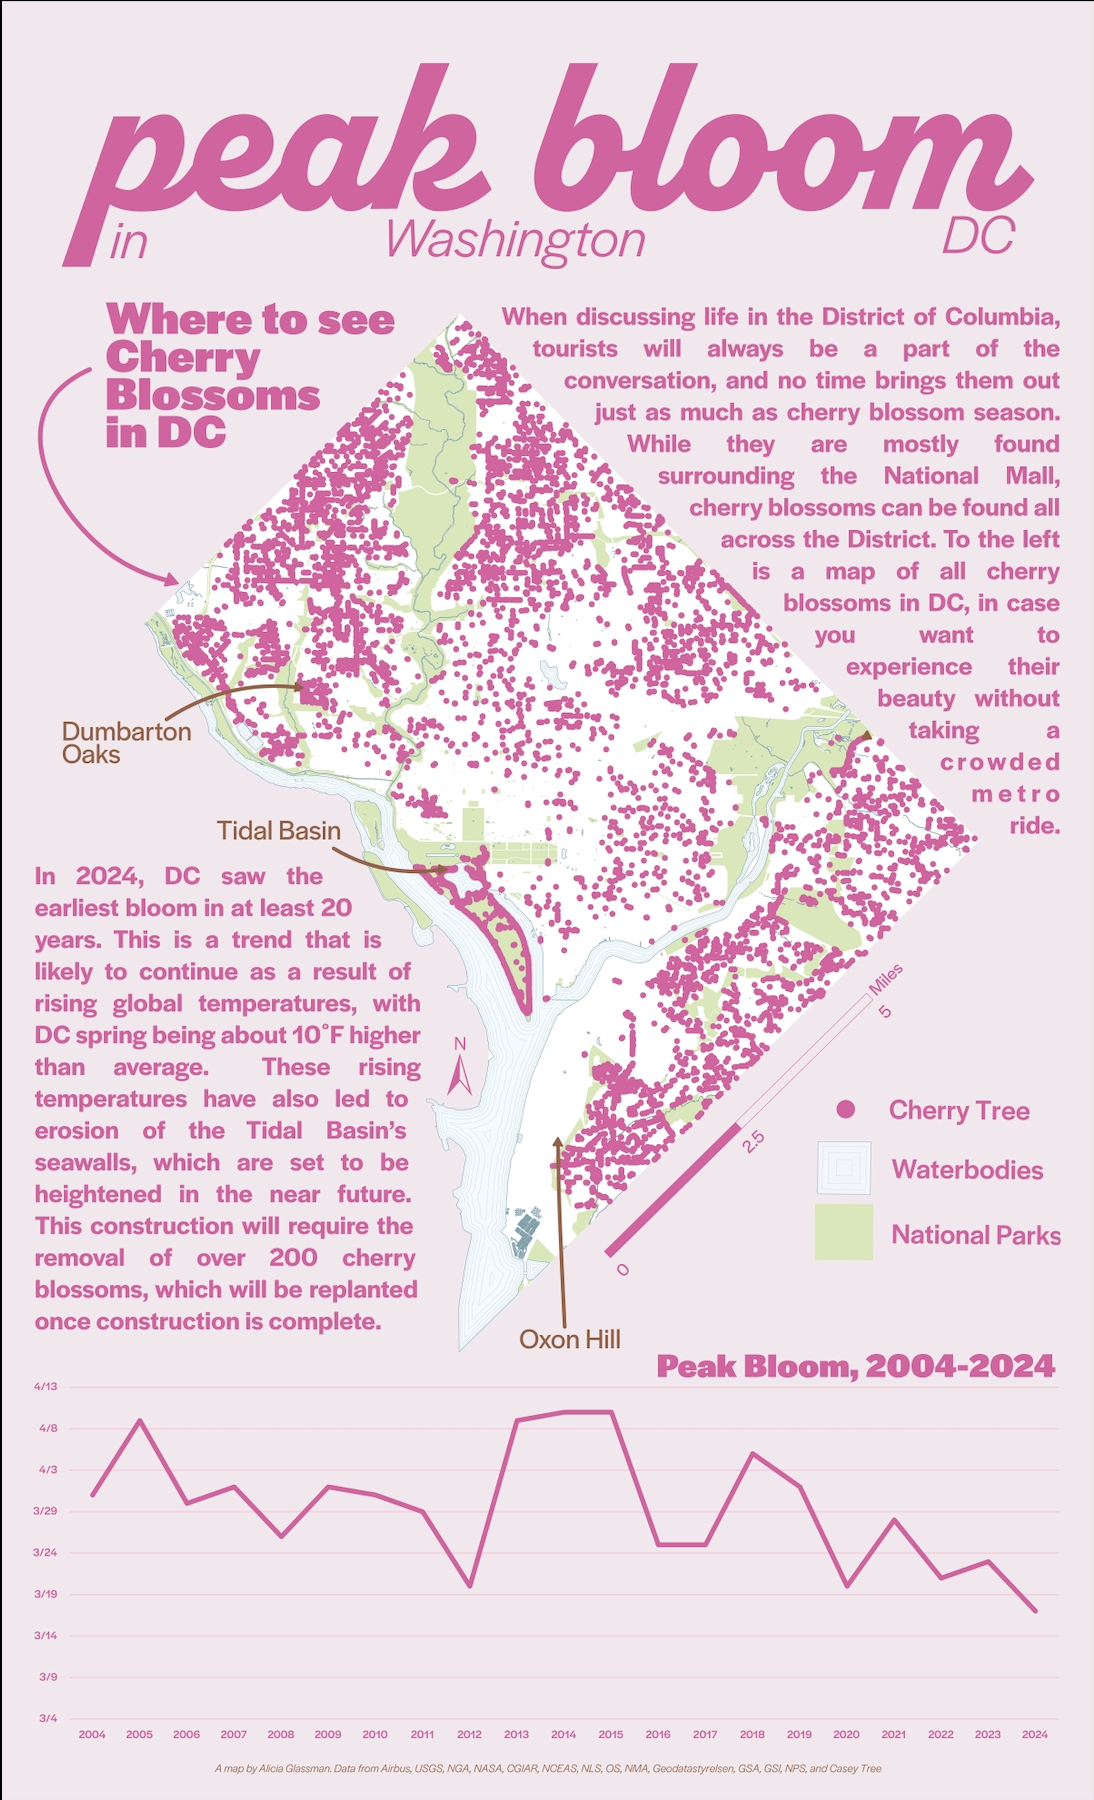 peak bloom
in Washington DC
Where to see
Cherry
Blossoms
in DC
When discussing life in the District of Columbia,
tourists will always be a part of the
conversation, and no time brings them out
just as much as cherry blossom season.
While they are mostly found
surrounding the National Mall,
cherry blossoms can be found all
across the District. To the left
is a map of all cherry
blossoms in DC, in case
you want to
experience their
beauty without
taking a
crowded
metro
ride.
Dumbarton
Oaks
Tidal Basin
In 2024, DC saw the
earliest bloom in at least 20
years. This is a trend that is
likely to continue as a result of
rising global temperatures, with
DC spring being about 10°F higher
than average. These rising
temperatures have also led to
erosion of the Tidal Basin's
seawalls, which are set to be
heightened in the near future.
This construction will require the
removal of over 200 cherry
blossoms, which will be replanted
once construction is complete.
N
Miles
5
2.5
0
Cherry Tree
Waterbodies
National Parks
Oxon Hill
Peak Bloom, 2004-2024
4/13
4/8
4/3
3/29
3/24
3/19
3/14
3/9
3/4
2004 2005 2006 2007 2008 2009 2010 2011 2012 2013 2014 2015 2016 2017 2018 2019 2020 2021 2022 2023 2024
A map by Alicia Glassman. Data from Airbus, USGS, NGA, NASA, CGIAR, NCEAS, NLS, OS, NMA, Geodatastyrelsen, GSA, GSI, NPS, and Casey Tree